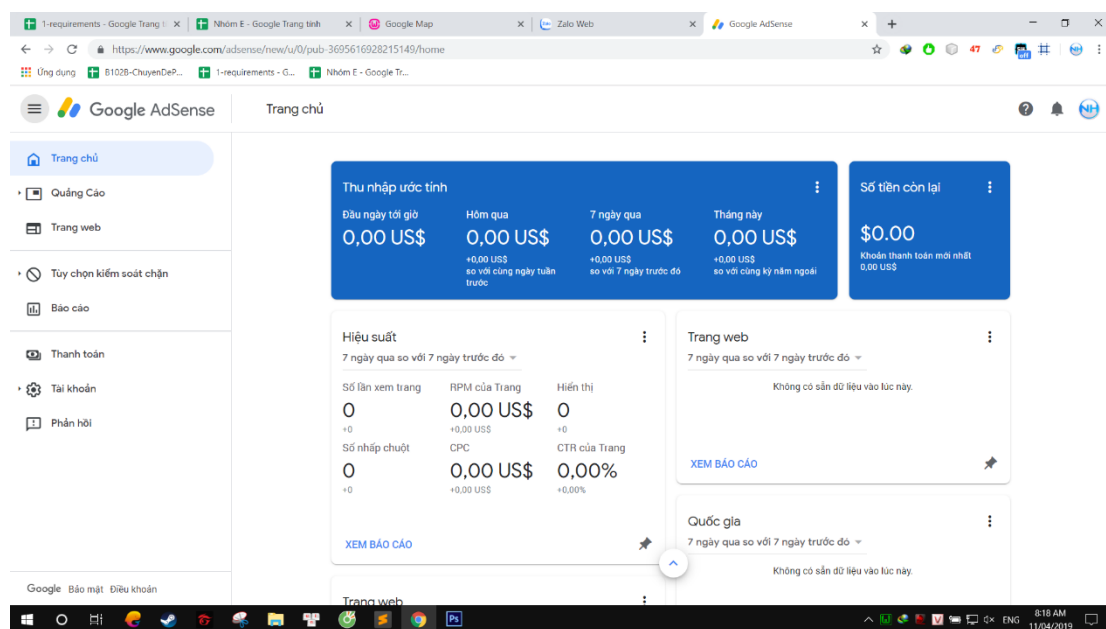 1-requirements - Google Trang t
Nhóm E - Google Trang tính
Google Map
Zalo Web
Google AdSense
https://www.google.com/adsense/new/u/0/pub-3695616928215149/home
47
off
NH
Ứng dụng
B102B-ChuyenDeP...
1-requirements - G...
Nhóm E - Google Tr...
Google AdSense
Trang chủ
NH
Trang chủ
Quảng Cáo
Trang web
Tùy chọn kiểm soát chặn
Báo cáo
Thanh toán
Tài khoản
Phản hồi
Google Bảo mật Điều khoản
Thu nhập ước tính
Đầu ngày tới giờ
0,00 US$
Hôm qua
0,00 US$
+0,00 US$
so với cùng ngày tuần
trước
7 ngày qua
0,00 US$
+0,00 US$
so với 7 ngày trước đó
Tháng này
0,00 US$
+0,00 US$
so với cùng kỳ năm ngoái
Số tiền còn lại
$0.00
Khoản thanh toán mới nhất
0,00 US$
Hiệu suất
7 ngày qua so với 7 ngày trước đó
Số lần xem trang
0
+0
RPM của Trang
0,00 US$
+0,00 US$
Hiển thị
0
+0
Số nhấp chuột
0
+0
CPC
0,00 US$
+0,00 US$
CTR của Trang
0,00%
+0,00%
XEM BÁO CÁO
Trang web
7 ngày qua so với 7 ngày trước đó
Không có sẵn dữ liệu vào lúc này.
XEM BÁO CÁO
Quốc gia
7 ngày qua so với 7 ngày trước đó
Không có sẵn dữ liệu vào lúc này.
Trang web
Ps
V
ENG
8:18 AM
11/04/2019